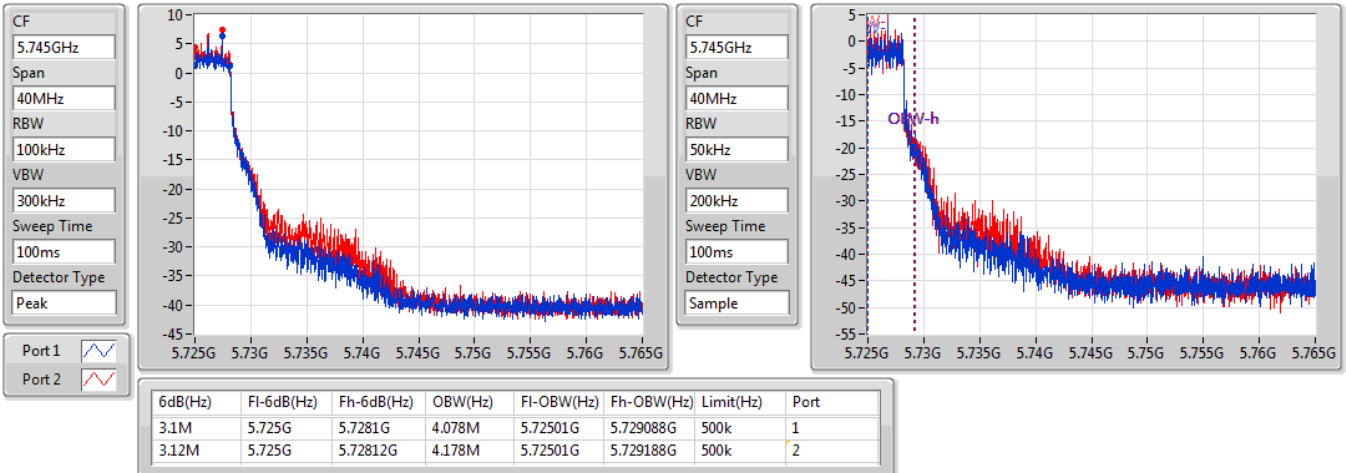 CF
5.745GHz
Span
40MHz
RBW
100kHz
VBW
300kHz
Sweep Time
100ms
Detector Type
Peak
10
5
0
-5
-10
-15
-20
-25
-30
-35
-40
-45
5.725G 5.73G 5.735G 5.74G 5.745G 5.75G 5.755G 5.76G 5.765G
CF
5.745GHz
Span
40MHz
RBW
50kHz
VBW
200kHz
Sweep Time
100ms
Detector Type
Sample
5
0
-5
-10
-15
-20
-25
-30
-35
-40
-45
-50
-55
OBW-h
5.725G 5.73G 5.735G 5.74G 5.745G 5.75G 5.755G 5.76G 5.765G
Port 1
Port 2
6dB(Hz) Fl-6dB(Hz) Fh-6dB(Hz) OBW(Hz) Fl-OBW(Hz) Fh-OBW(Hz) Limit(Hz) Port
3.1M 5.725G 5.7281G 4.078M 5.72501G 5.729088G 500k 1
3.12M 5.725G 5.72812G 4.178M 5.72501G 5.729188G 500k 2